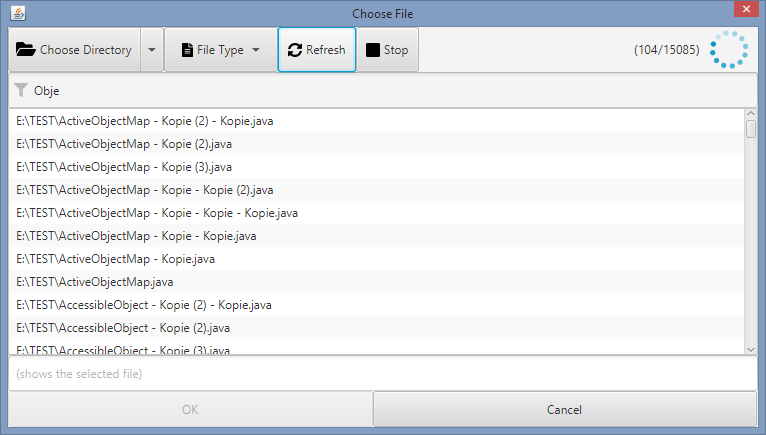 Choose File
Choose Directory File Type Refresh Stop (104/15085)
Obje
E:\TEST\ActiveObjectMap - Kopie (2) - Kopie.java
E:\TEST\ActiveObjectMap - Kopie (2).java
E:\TEST\ActiveObjectMap - Kopie (3).java
E:\TEST\ActiveObjectMap - Kopie - Kopie (2).java
E:\TEST\ActiveObjectMap - Kopie - Kopie - Kopie.java
E:\TEST\ActiveObjectMap - Kopie - Kopie.java
E:\TEST\ActiveObjectMap - Kopie.java
E:\TEST\ActiveObjectMap.java
E:\TEST\AccessibleObject - Kopie (2) - Kopie.java
E:\TEST\AccessibleObject - Kopie (2).java
E:\TEST\AccessibleObject - Kopie (3).java
(shows the selected file)
OK Cancel